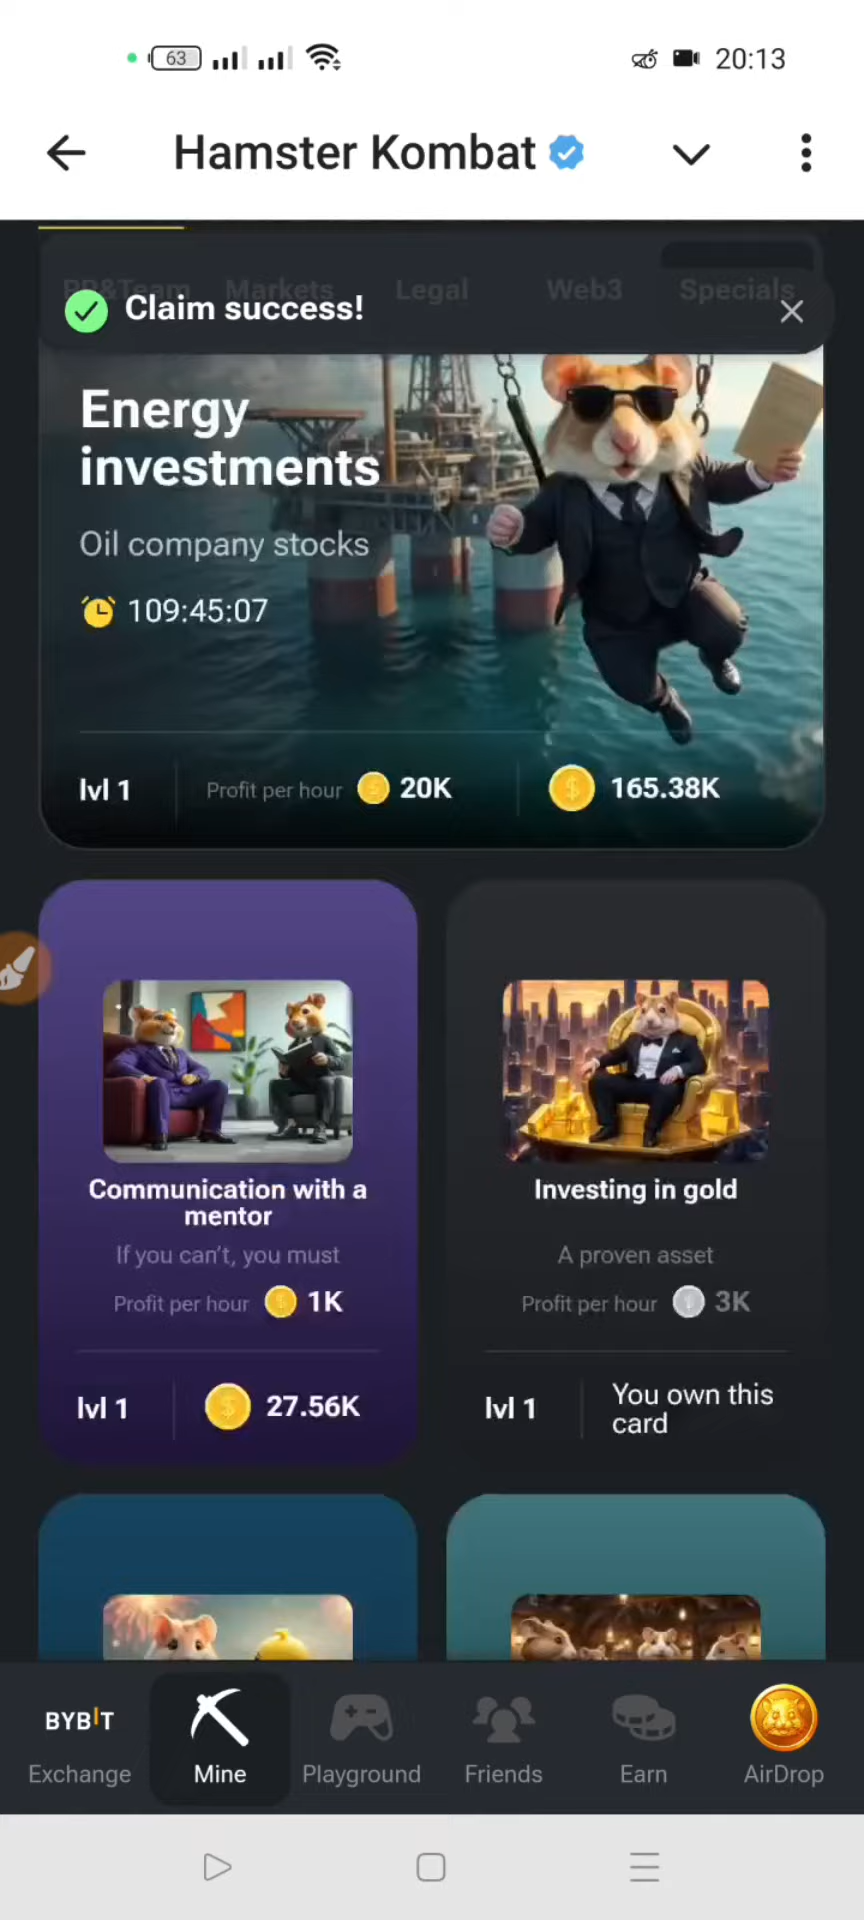 63
20:13
Hamster Kombat
PR&Team Markets Legal Web3 Specials
Claim success!
Energy
investments
Oil company stocks
109:45:07
lvl 1 Profit per hour 20K 165.38K
Communication with a
mentor
If you can't, you must
Profit per hour 1K
lvl 1 27.56K
Investing in gold
A proven asset
Profit per hour 3K
lvl 1 You own this
card
BYBIT
Exchange Mine Playground Friends Earn AirDrop